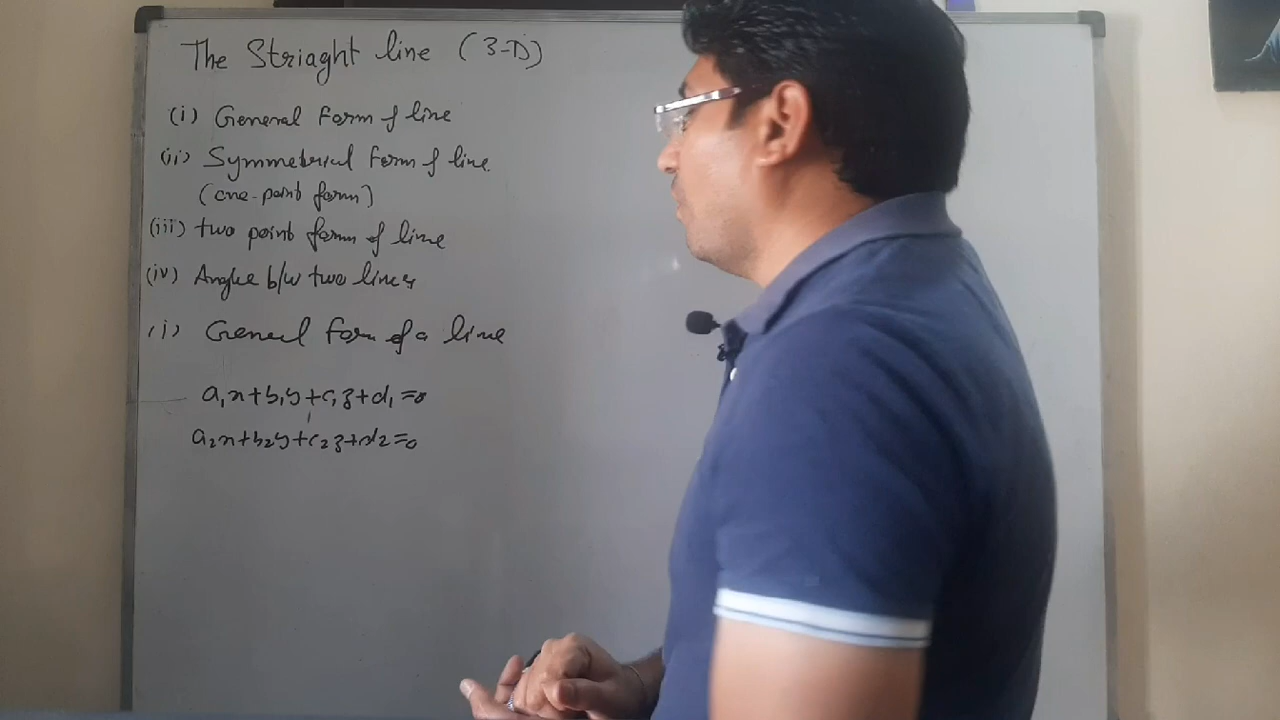 The Striaght line (3-D)
(i) General Form of line
(ii) Symmetrical Form of line.
(one-point form)
(iii) two point form of line
(iv) Angle b/w two lines
(i) General Form of a line
a₁x+b₁y+c₁z+d₁=0
a₂x+b₂y+c₂z+d₂=0